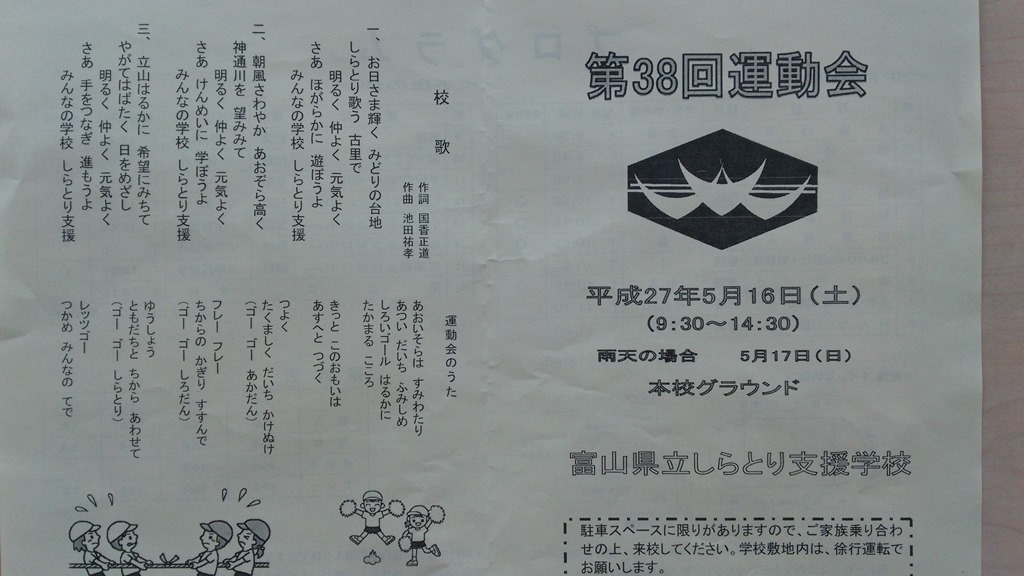 第38回運動会
平成27年5月16日(土)
(9:30～14:30)
雨天の場合 5月17日(日)
本校グラウンド
富山県立しらとり支援学校
駐車スペースに限りがありますので、ご家族乗り合わ
せの上、来校してください。学校敷地内は、徐行運転で
お願いします。
校歌
作詞 国香正道
作曲 池田祐孝
一、お日さま輝く みどりの台地
しらとり歌う 古里で
明るく 仲よく 元気よく
さあ ほがらかに 遊ぼうよ
みんなの学校 しらとり支援
二、朝風さわやか あおぞら高く
神通川を 望みみて
明るく 仲よく 元気よく
さあ けんめいに 学ぼうよ
みんなの学校 しらとり支援
三、立山はるかに 希望にみちて
やがてはばたく 日をめざし
明るく 仲よく 元気よく
さあ 手をつなぎ 進もうよ
みんなの学校 しらとり支援
運動会のうた
あおいそらは すみわたり
あつい だいち ふみしめ
しろいゴール はるかに
たかまる こころ
きっと このおもいは
あすへと つづく
つよく
たくましく だいち かけぬけ
(ゴー ゴー あかだん)
フレー フレー
ちからの かぎり すすんで
(ゴー ゴー しろだん)
ゆうしょう
ともだちと ちから あわせて
(ゴー ゴー しらとり)
レッツゴー
つかめ みんなの てで